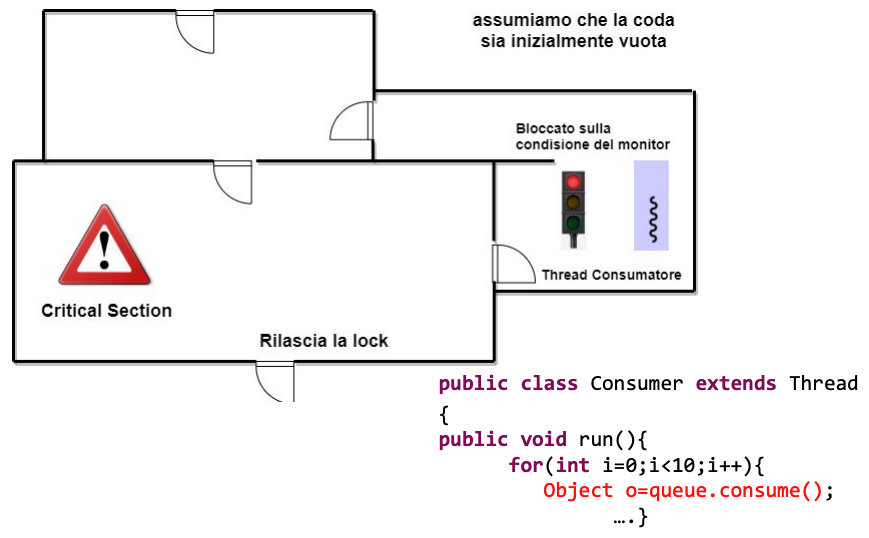 assumiamo che la coda
sia inizialmente vuota
Bloccato sulla
condizione del monitor
Thread Consumatore
Critical Section
Rilascia la lock
public class Consumer extends Thread
{
public void run(){
for(int i=0;i<10;i++){
Object o=queue.consume();
….}